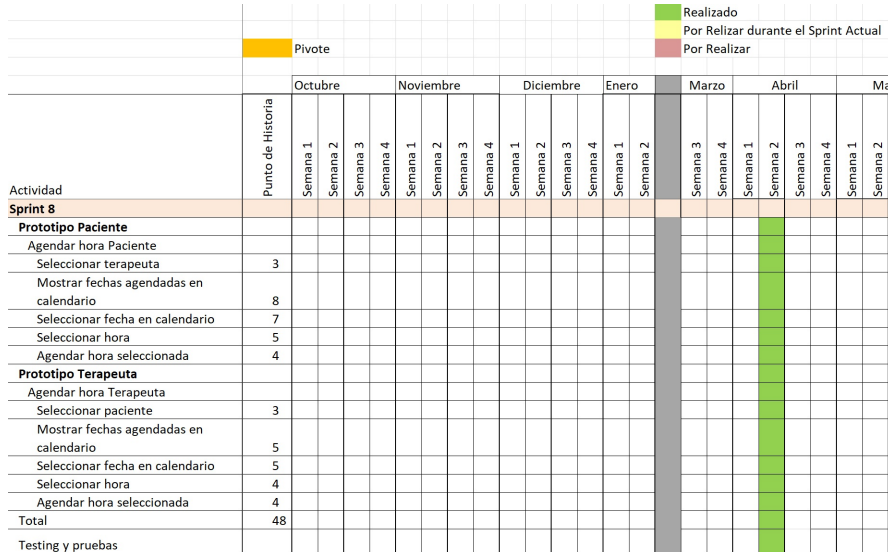 Realizado
Por Relizar durante el Sprint Actual
Pivote Por Realizar
Octubre Noviembre Diciembre Enero Marzo Abril Ma
Actividad Punto de Historia Semana 1 Semana 2 Semana 3 Semana 4 Semana 1 Semana 2 Semana 3 Semana 4 Semana 1 Semana 2 Semana 3 Semana 4 Semana 1 Semana 2 Semana 3 Semana 4 Semana 1 Semana 2 Semana 3 Semana 4 Semana 1 Semana 2
Sprint 8
Prototipo Paciente
Agendar hora Paciente
Seleccionar terapeuta 3
Mostrar fechas agendadas en
calendario 8
Seleccionar fecha en calendario 7
Seleccionar hora 5
Agendar hora seleccionada 4
Prototipo Terapeuta
Agendar hora Terapeuta
Seleccionar paciente 3
Mostrar fechas agendadas en
calendario 5
Seleccionar fecha en calendario 5
Seleccionar hora 4
Agendar hora seleccionada 4
Total 48
Testing y pruebas